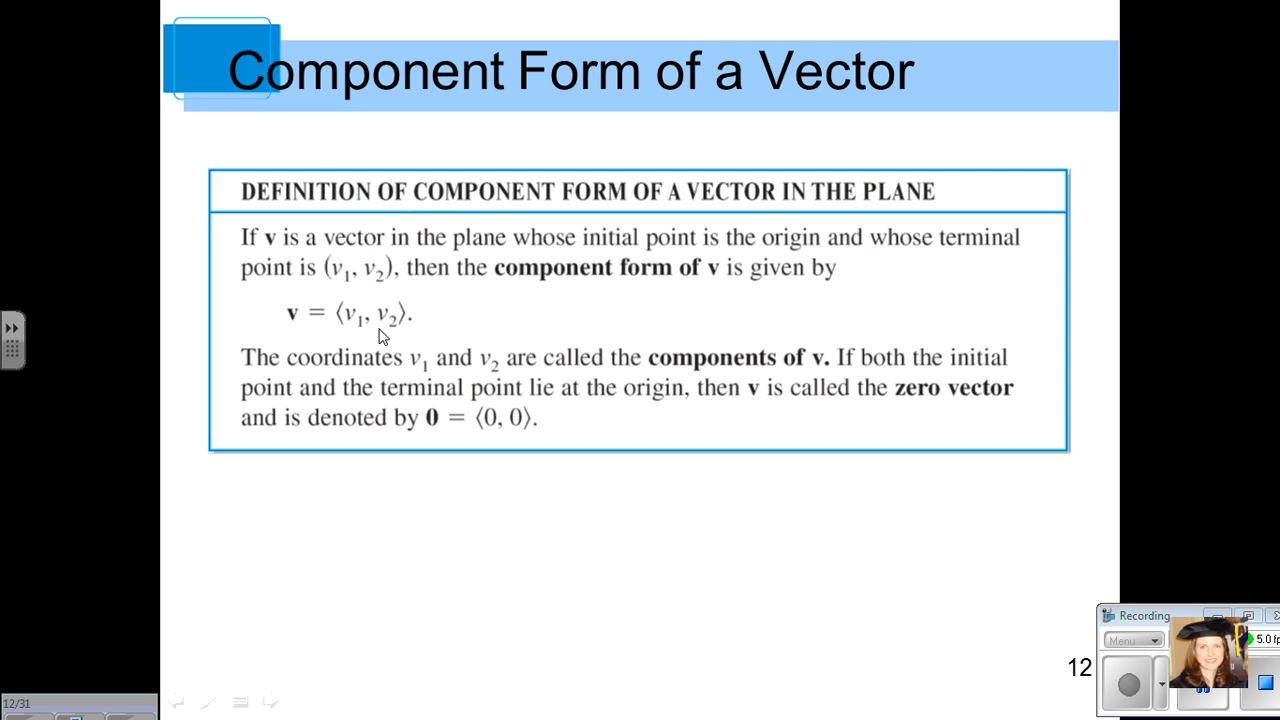 Component Form of a Vector
DEFINITION OF COMPONENT FORM OF A VECTOR IN THE PLANE
If v is a vector in the plane whose initial point is the origin and whose terminal
point is (v₁, v₂), then the component form of v is given by
v = ⟨v₁, v₂⟩.
The coordinates v₁ and v₂ are called the components of v. If both the initial
point and the terminal point lie at the origin, then v is called the zero vector
and is denoted by 0 = ⟨0, 0⟩.
Recording
Menu
5.0 fp
12
12/31